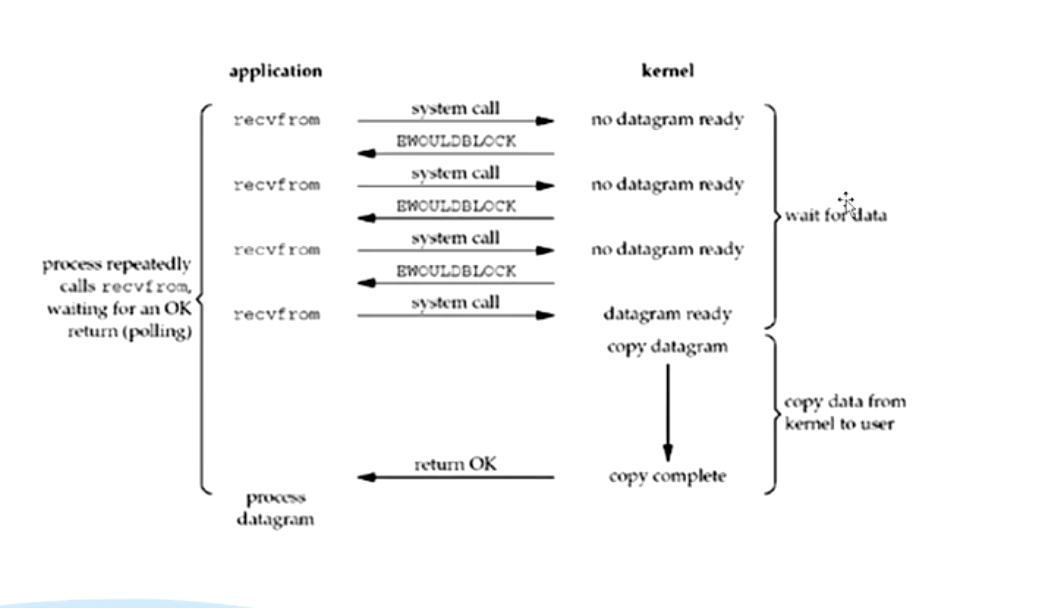 application
kernel
recvfrom
system call
no datagram ready
EWOULDBLOCK
recvfrom
system call
no datagram ready
EWOULDBLOCK
recvfrom
system call
no datagram ready
EWOULDBLOCK
recvfrom
system call
datagram ready
wait for data
process repeatedly
calls recvfrom,
waiting for an OK
return (polling)
copy datagram
copy data from
kernel to user
return OK
copy complete
process
datagram